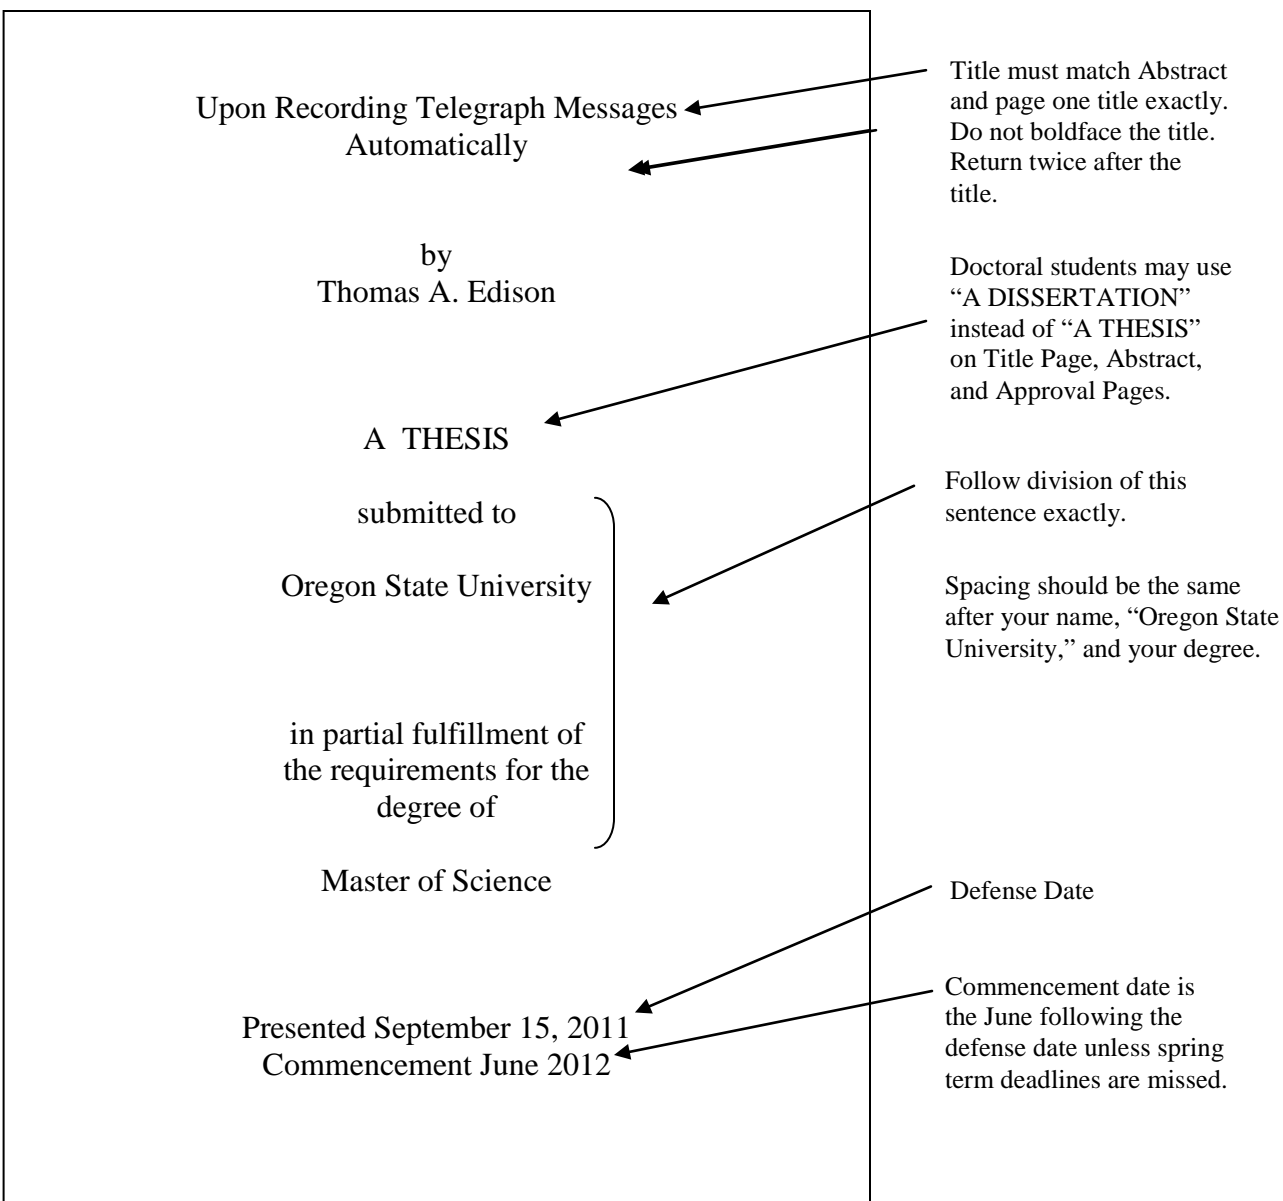 Upon Recording Telegraph Messages
Automatically
by
Thomas A. Edison
A THESIS
submitted to
Oregon State University
in partial fulfillment of
the requirements for the
degree of
Master of Science
Presented September 15, 2011
Commencement June 2012
Title must match Abstract
and page one title exactly.
Do not boldface the title.
Return twice after the
title.
Doctoral students may use
“A DISSERTATION”
instead of “A THESIS”
on Title Page, Abstract,
and Approval Pages.
Follow division of this
sentence exactly.
Spacing should be the same
after your name, “Oregon State
University,” and your degree.
Defense Date
Commencement date is
the June following the
defense date unless spring
term deadlines are missed.